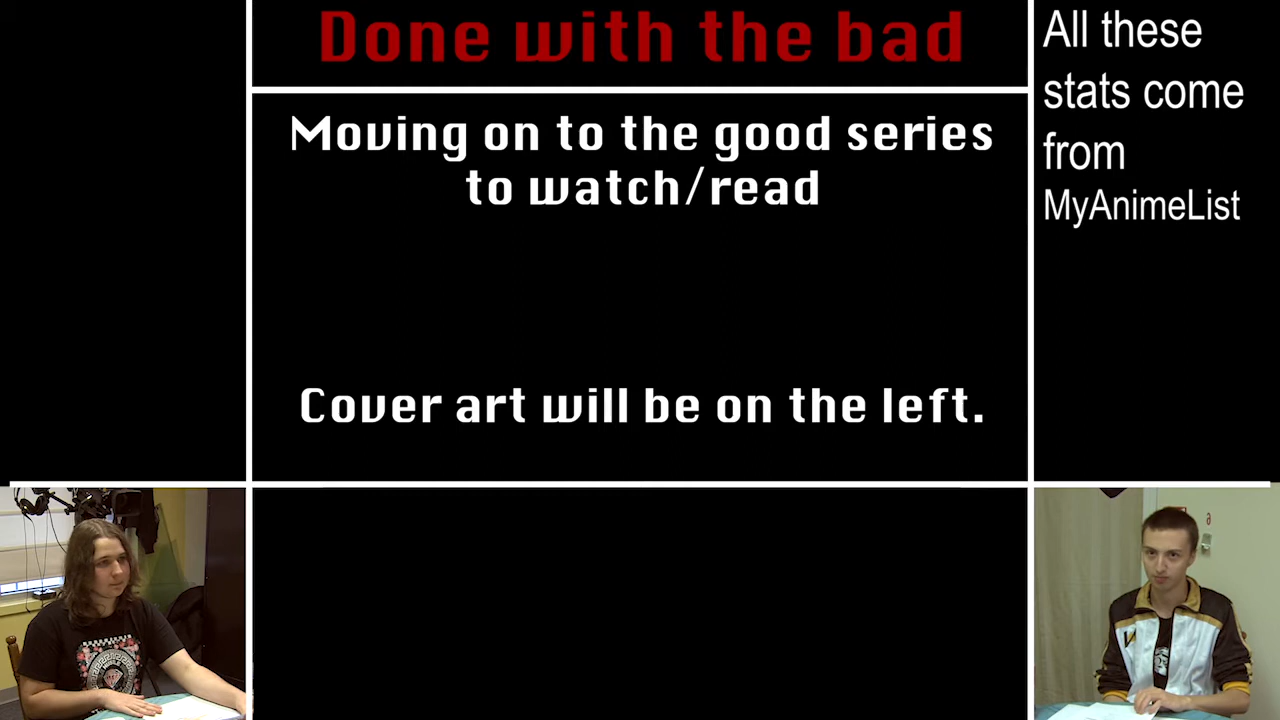 Done with the bad
Moving on to the good series
to watch/read
Cover art will be on the left.
All these
stats come
from
MyAnimeList